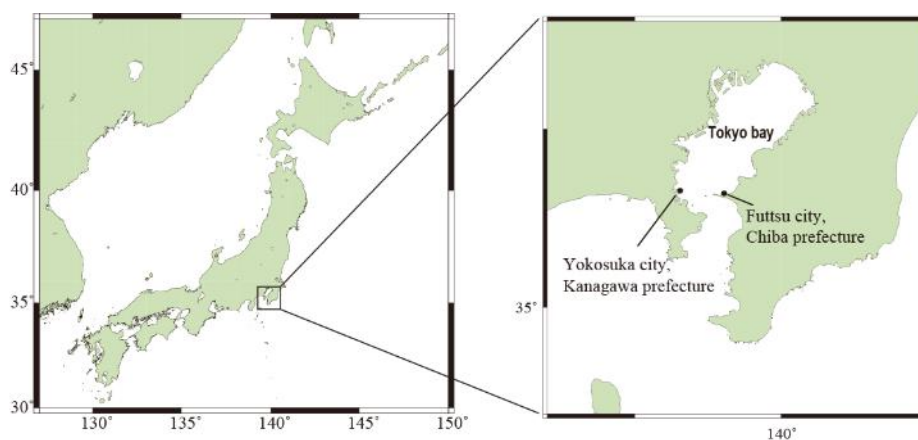 45°
40°
35°
30°
130°
135°
140°
145°
150°
Tokyo bay
Futtsu city,
Chiba prefecture
Yokosuka city,
Kanagawa prefecture
35°
140°